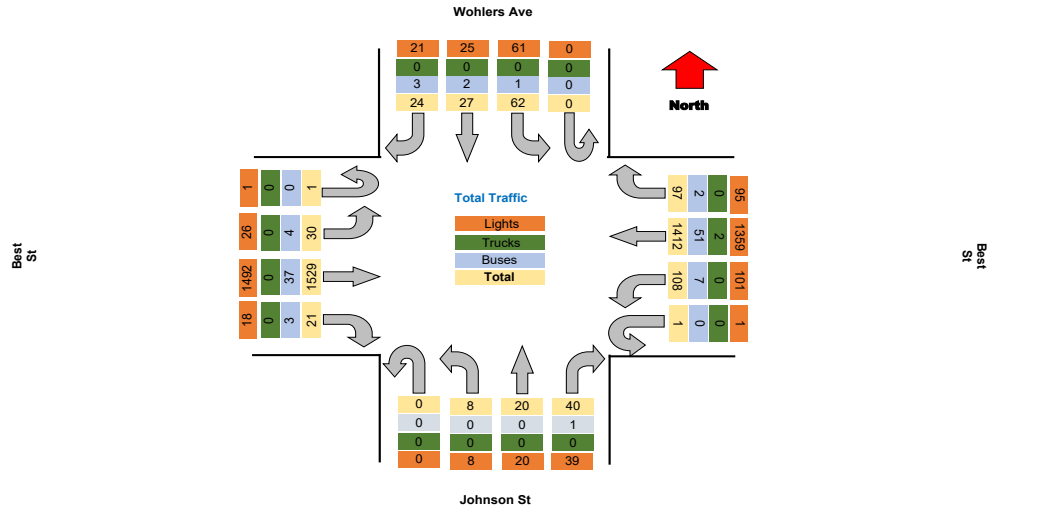 Wohlers Ave
21 25 61 0
0 0 0 0
3 2 1 0
24 27 62 0
North
1 0 0 1
26 0 4 30
1492 0 37 1529
18 0 3 21
Best
St
Total Traffic
Lights
Trucks
Buses
Total
97 2 0 95
1412 51 2 1359
108 7 0 101
1 0 0 1
Best
St
0 8 20 40
0 0 0 1
0 0 0 0
0 8 20 39
Johnson St